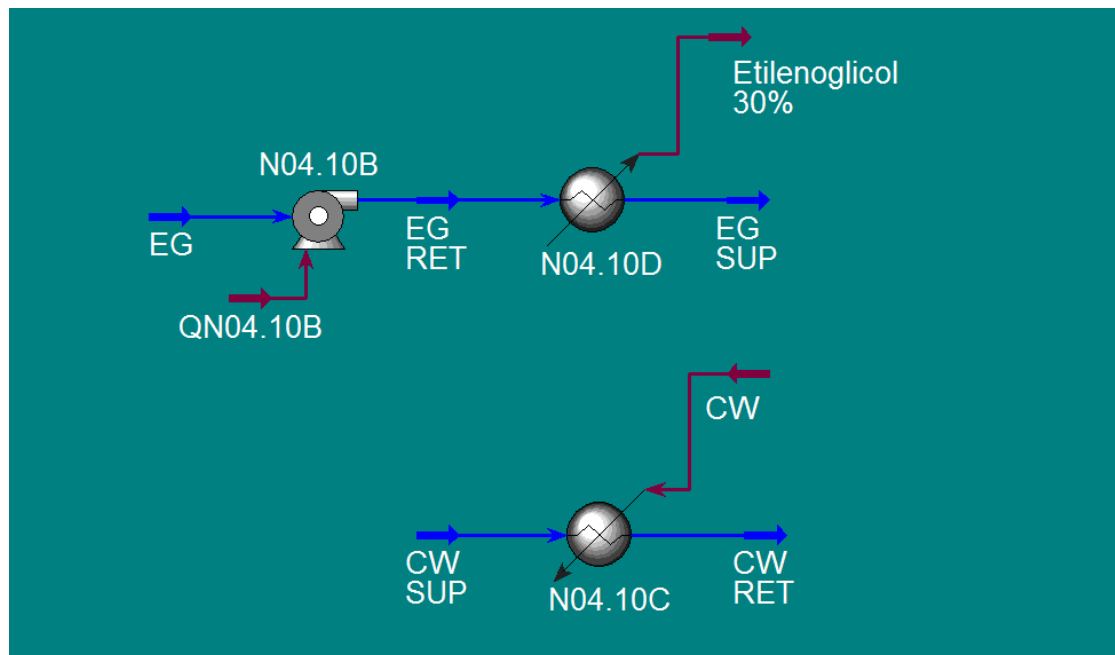 Etilenoglicol
30%
N04.10B
EG
EG
RET
N04.10D
EG
SUP
QN04.10B
CW
CW
SUP
N04.10C
CW
RET